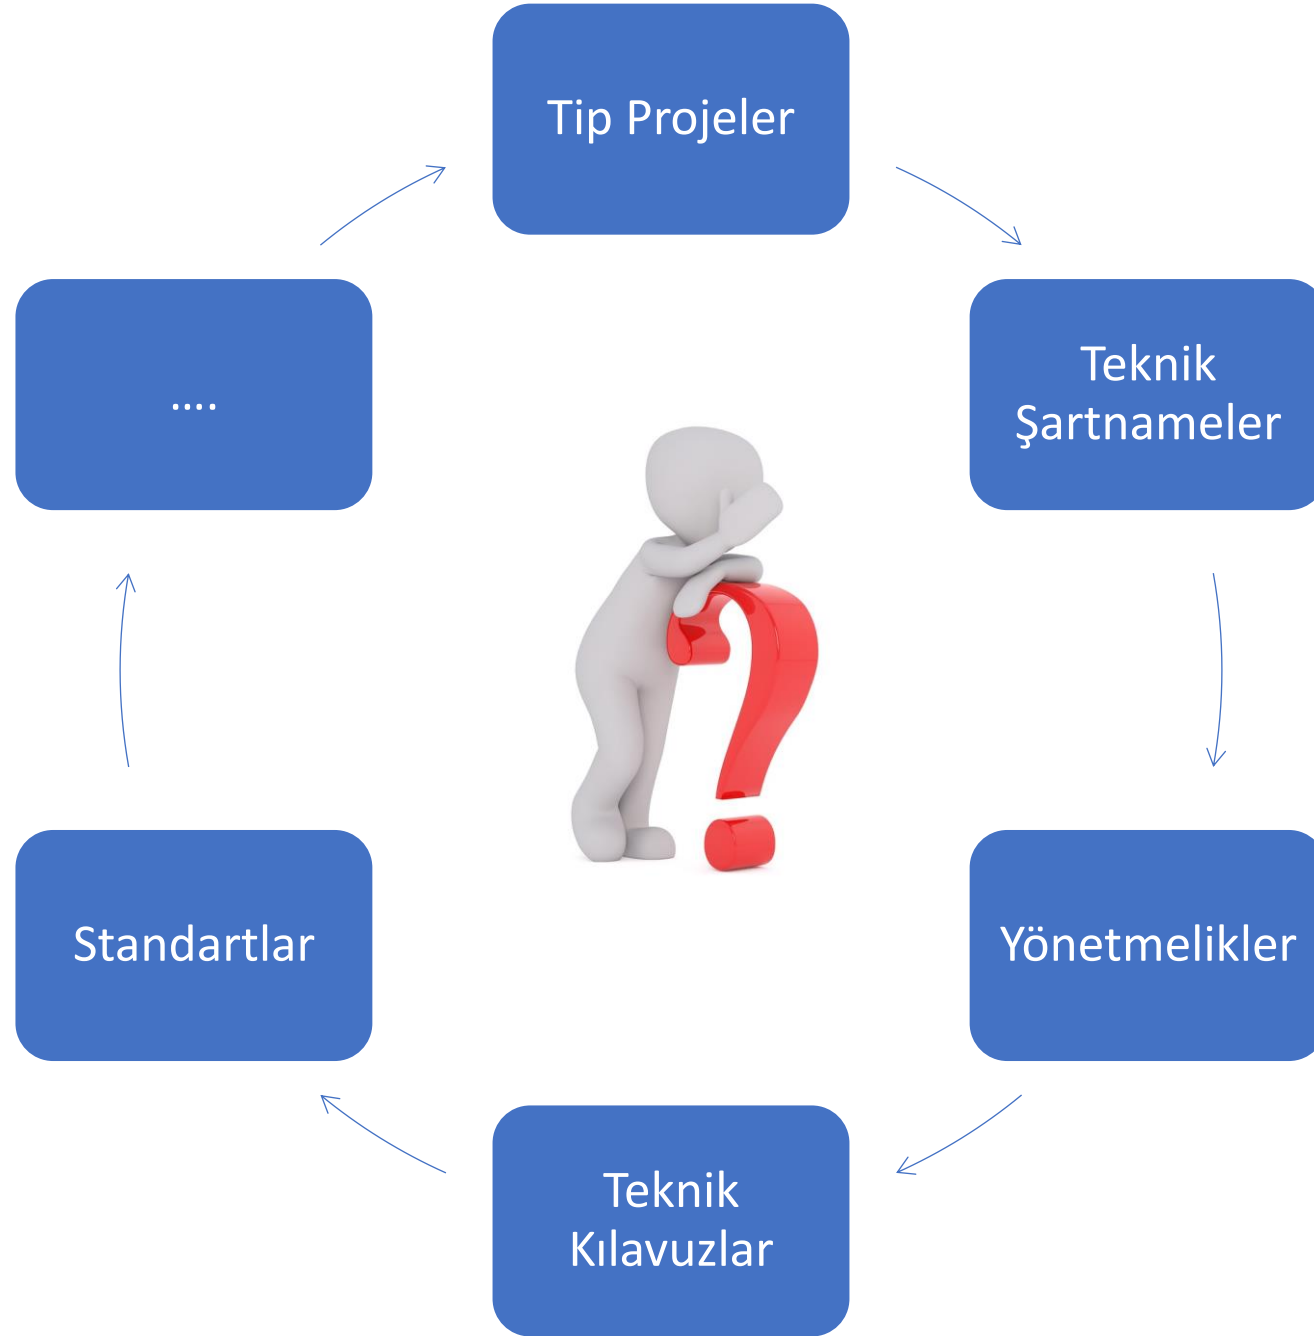 Tip Projeler
Teknik
Şartnameler
Yönetmelikler
Teknik
Kılavuzlar
Standartlar
....